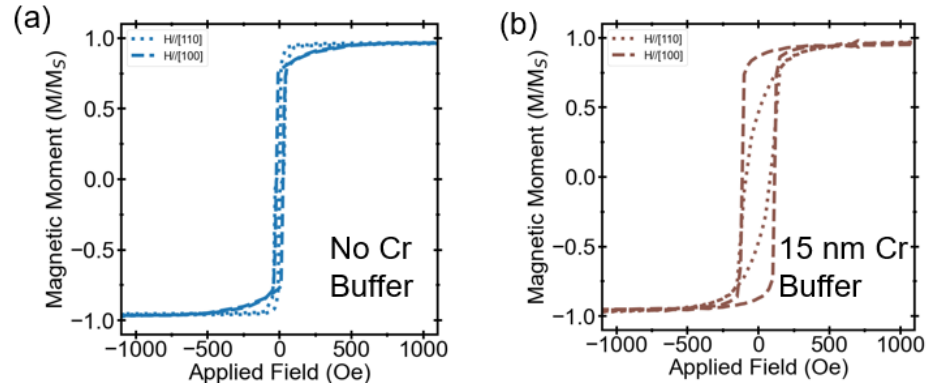 (a)
H//[110]
H//[100]
1.0
0.5
0.0
−0.5
−1.0
Magnetic Moment (M/MS)
No Cr
Buffer
−1000
−500
0
500
1000
Applied Field (Oe)
(b)
H//[110]
H//[100]
1.0
0.5
0.0
−0.5
−1.0
Magnetic Moment (M/MS)
15 nm Cr
Buffer
−1000
−500
0
500
1000
Applied Field (Oe)